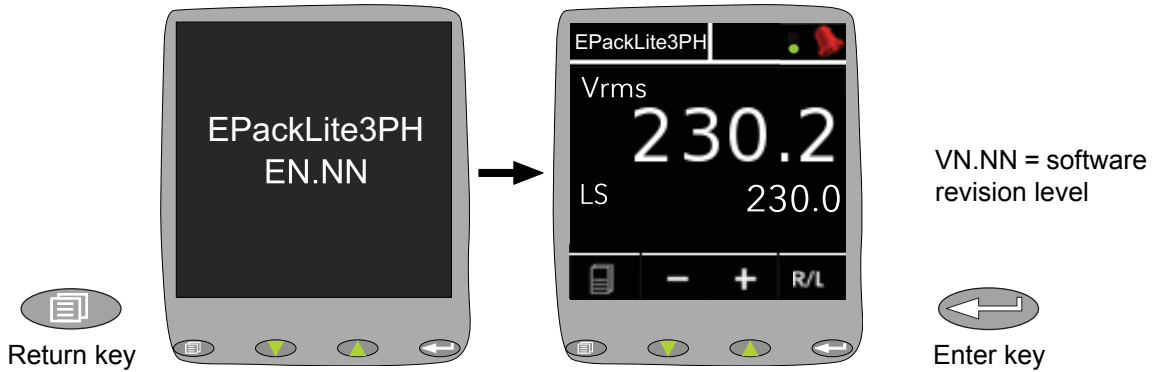 EPackLite3PH
EN.NN
EPackLite3PH
Vrms
230.2
LS 230.0
− + R/L
VN.NN = software
revision level
Return key
Enter key